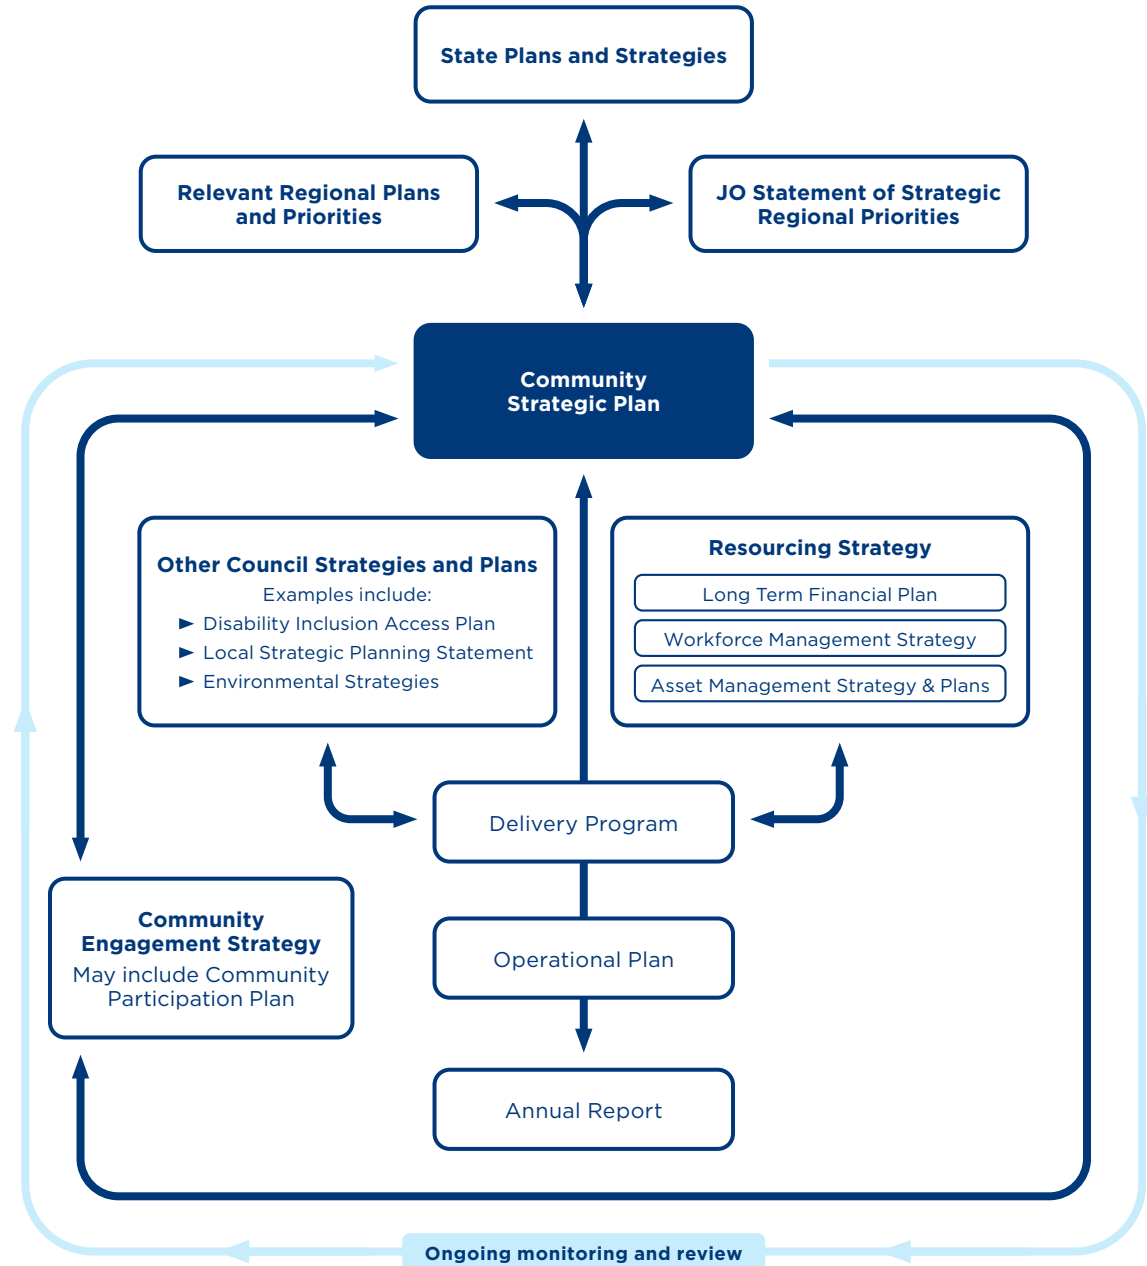 State Plans and Strategies
Relevant Regional Plans
and Priorities
JO Statement of Strategic
Regional Priorities
Community
Strategic Plan
Other Council Strategies and Plans
Examples include:
► Disability Inclusion Access Plan
► Local Strategic Planning Statement
► Environmental Strategies
Resourcing Strategy
Long Term Financial Plan
Workforce Management Strategy
Asset Management Strategy & Plans
Delivery Program
Community
Engagement Strategy
May include Community
Participation Plan
Operational Plan
Annual Report
Ongoing monitoring and review